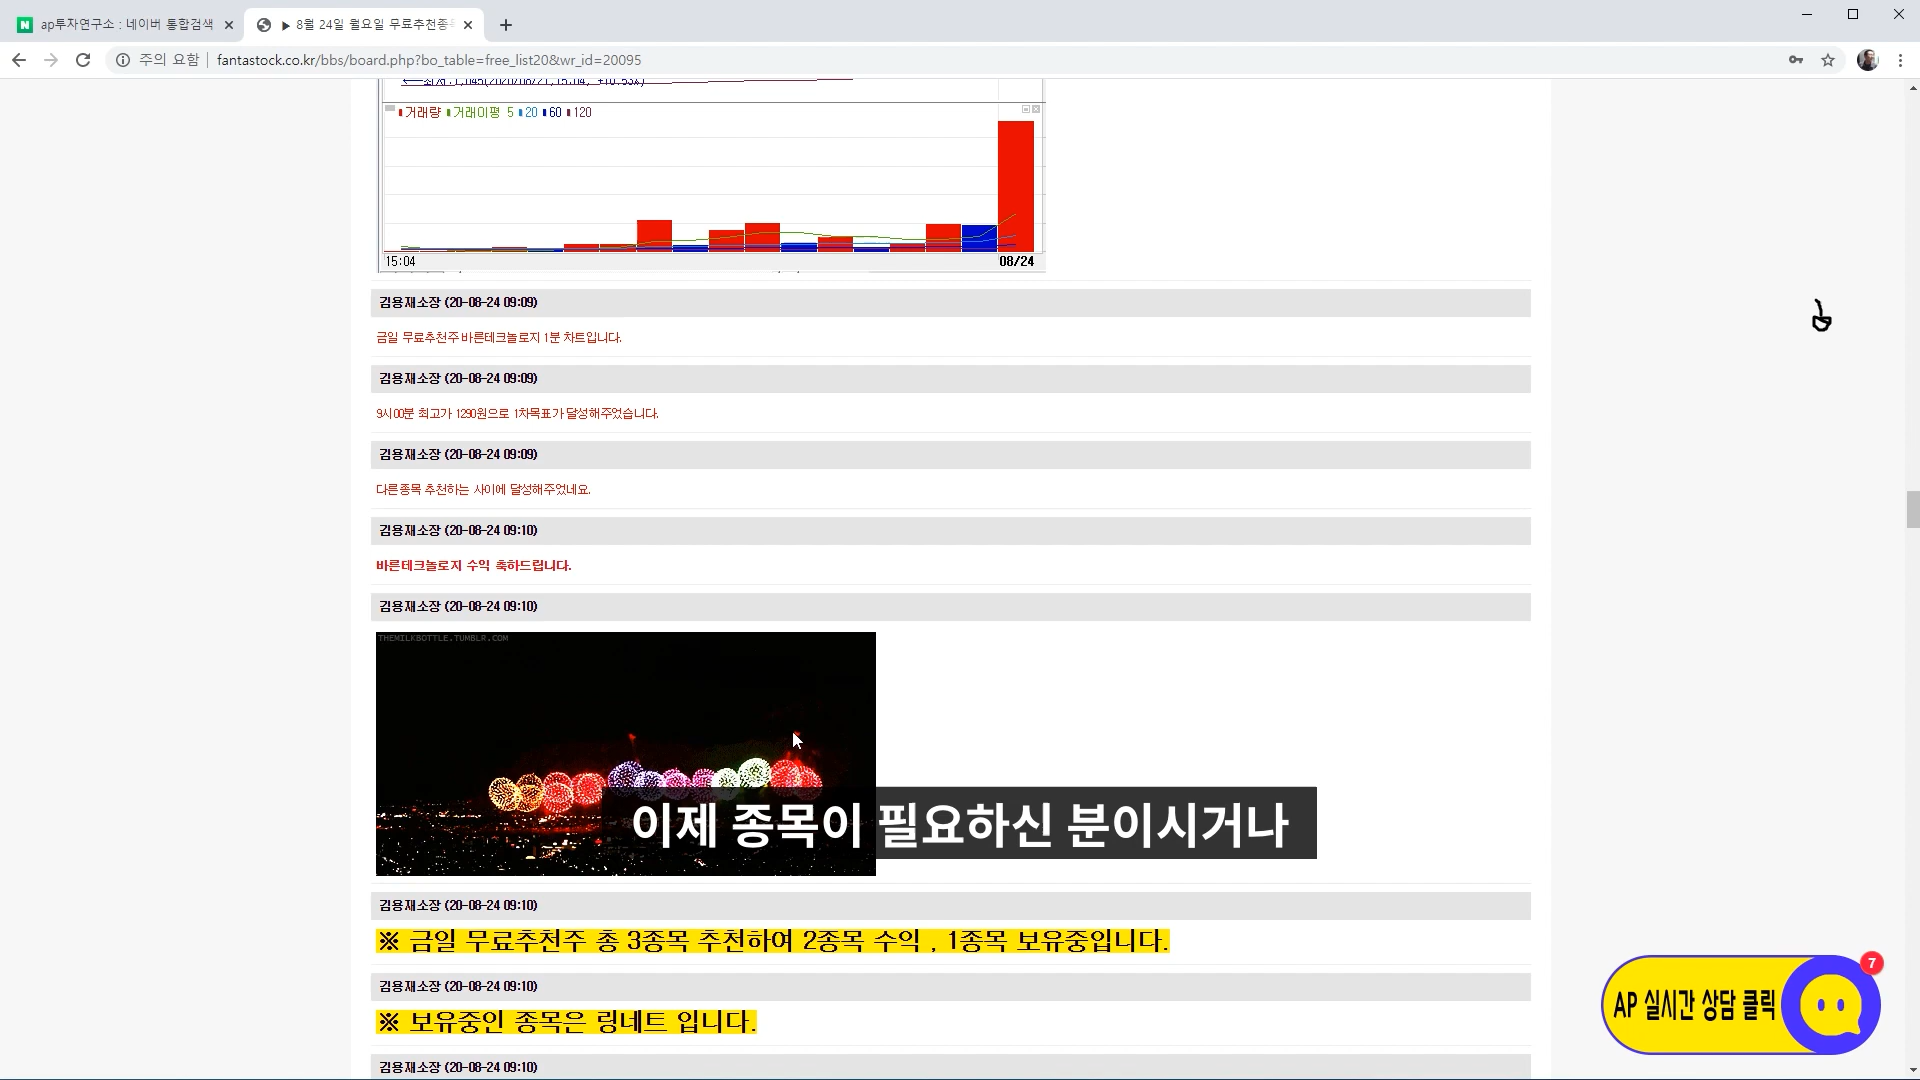 ap투자연구소 : 네이버 통합검색
▶ 8월 24일 월요일 무료추천종목
주의 요함
fantastock.co.kr/bbs/board.php?bo_table=free_list20&wr_id=20095
거래량 거래이평 5 20 60 120
15:04
08/24
김용재소장 (20-08-24 09:09)
금일 무료추천주 바른테크놀로지 1분 차트입니다.
김용재소장 (20-08-24 09:09)
9시00분 최고가 1290원으로 1차목표가 달성해주었습니다.
김용재소장 (20-08-24 09:09)
다른종목 추천하는 사이에 달성해주었네요.
김용재소장 (20-08-24 09:10)
바른테크놀로지 수익 축하드립니다.
김용재소장 (20-08-24 09:10)
THEMILKBOTTLE.TUMBLR.COM
이제 종목이 필요하신 분이시거나
김용재소장 (20-08-24 09:10)
※ 금일 무료추천주 총 3종목 추천하여 2종목 수익 , 1종목 보유중입니다.
김용재소장 (20-08-24 09:10)
※ 보유중인 종목은 링네트 입니다.
김용재소장 (20-08-24 09:10)
AP 실시간 상담 클릭
7